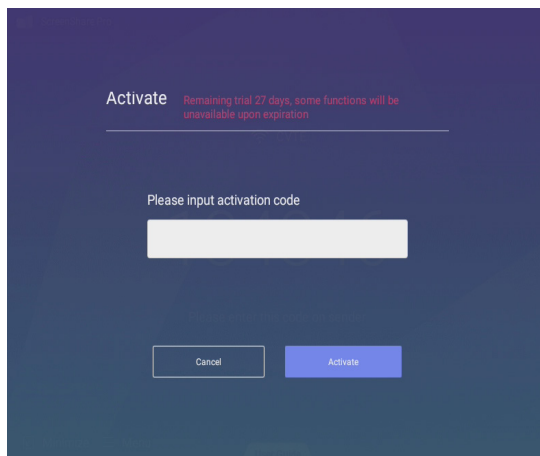 Activate
Remaining trial 27 days, some functions will be
unavailable upon expiration
Please input activation code
Cancel
Activate